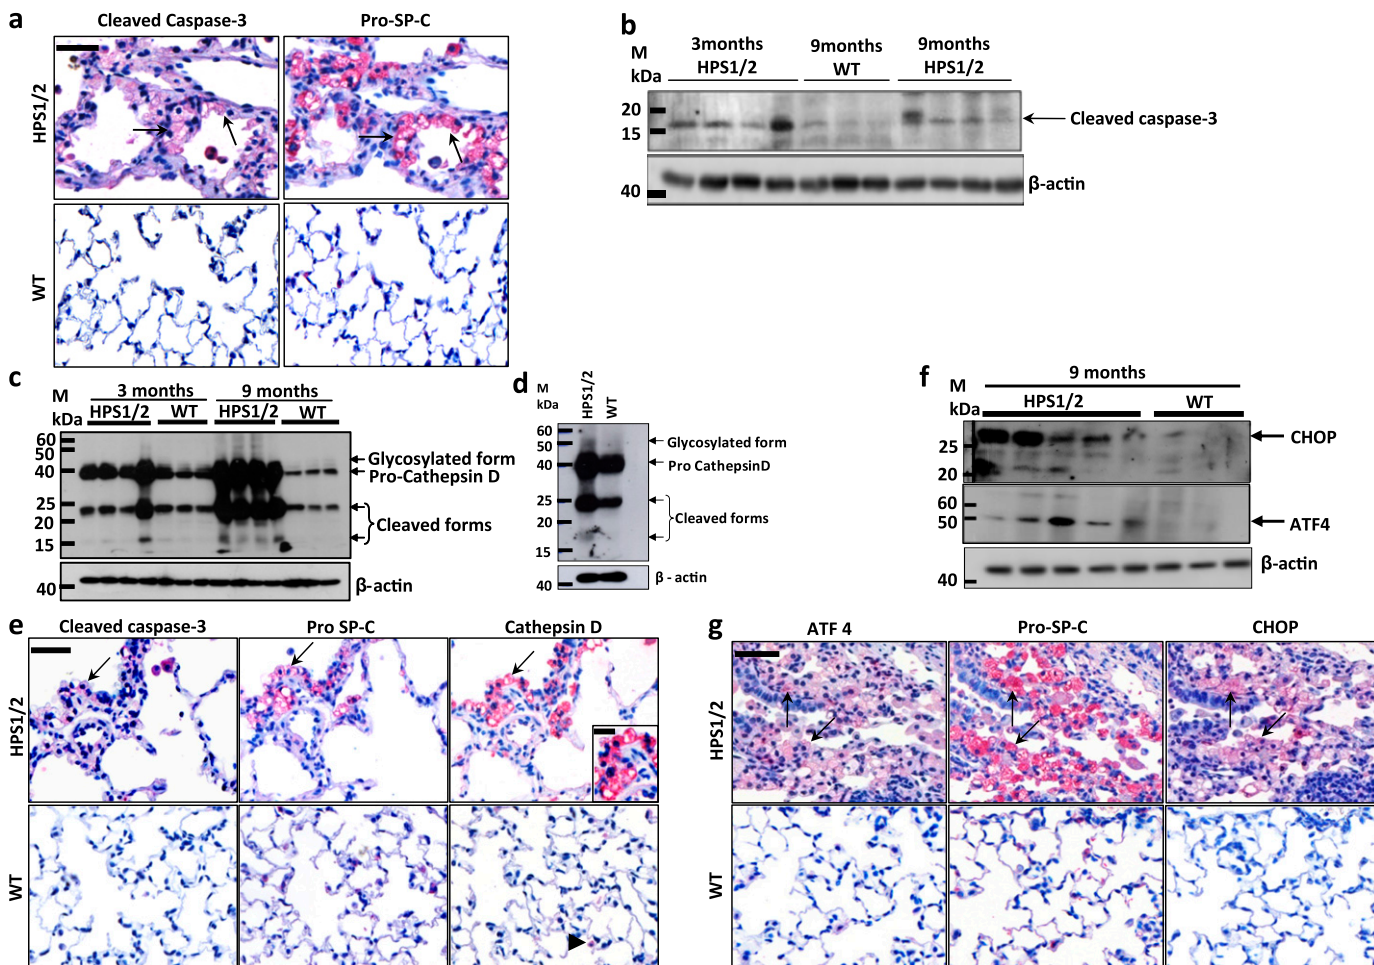 a
Cleaved Caspase-3
Pro-SP-C
HPS1/2
WT
b
M
kDa
3months
HPS1/2
9months
WT
9months
HPS1/2
20
15
Cleaved caspase-3
40
β-actin
c
M
kDa
3 months
9 months
HPS1/2
WT
HPS1/2
WT
60
50
40
25
20
15
Glycosylated form
Pro-Cathepsin D
Cleaved forms
40
β-actin
d
M
kDa
HPS1/2
WT
60
50
40
25
20
15
Glycosylated form
Pro CathepsinD
Cleaved forms
40
β - actin
f
M
kDa
9 months
HPS1/2
WT
25
20
CHOP
60
50
ATF4
40
β-actin
e
Cleaved caspase-3
Pro SP-C
Cathepsin D
HPS1/2
WT
g
ATF 4
Pro-SP-C
CHOP
HPS1/2
WT